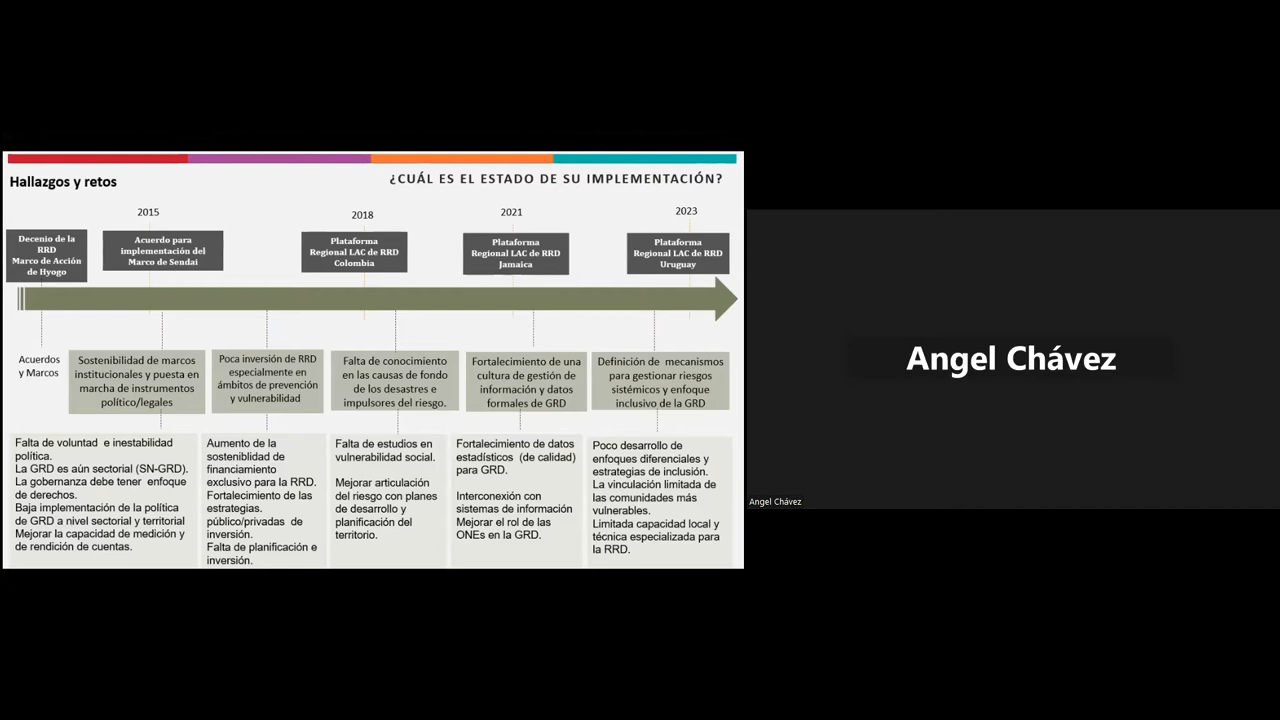 Hallazgos y retos
¿CUÁL ES EL ESTADO DE SU IMPLEMENTACIÓN?
2015
2018
2021
2023
Decenio de la
RRD
Marco de Acción
de Hyogo
Acuerdo para
implementación del
Marco de Sendai
Plataforma
Regional LAC de RRD
Colombia
Plataforma
Regional LAC de RRD
Jamaica
Plataforma
Regional LAC de RRD
Uruguay
Acuerdos
y Marcos
Sostenibilidad de marcos
institucionales y puesta en
marcha de instrumentos
político/legales
Poca inversión de RRD
especialmente en
ámbitos de prevención
y vulnerabilidad
Falta de conocimiento
en las causas de fondo
de los desastres e
impulsores del riesgo.
Fortalecimiento de una
cultura de gestión de
información y datos
formales de GRD
Definición de mecanismos
para gestionar riesgos
sistémicos y enfoque
inclusivo de la GRD
Falta de voluntad e inestabilidad
política.
La GRD es aún sectorial (SN-GRD).
La gobernanza debe tener enfoque
de derechos.
Baja implementación de la política
de GRD a nivel sectorial y territorial
Mejorar la capacidad de medición y
de rendición de cuentas.
Aumento de la
sosteniblidad de
financiamiento
exclusivo para la RRD.
Fortalecimiento de las
estrategias.
público/privadas de
inversión.
Falta de planificación e
inversión.
Falta de estudios en
vulnerabilidad social.
Mejorar articulación
del riesgo con planes
de desarrollo y
planificación del
territorio.
Fortalecimiento de datos
estadísticos (de calidad)
para GRD.
Interconexión con
sistemas de información
Mejorar el rol de las
ONEs en la GRD.
Poco desarrollo de
enfoques diferenciales y
estrategias de inclusión.
La vinculación limitada de
las comunidades más
vulnerables.
Limitada capacidad local y
técnica especializada para
la RRD.
Angel Chávez
Angel Chávez